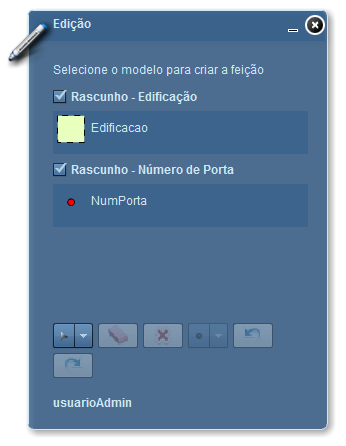 Edição
Selecione o modelo para criar a feição
Rascunho - Edificação
Edificacao
Rascunho - Número de Porta
NumPorta
usuarioAdmin